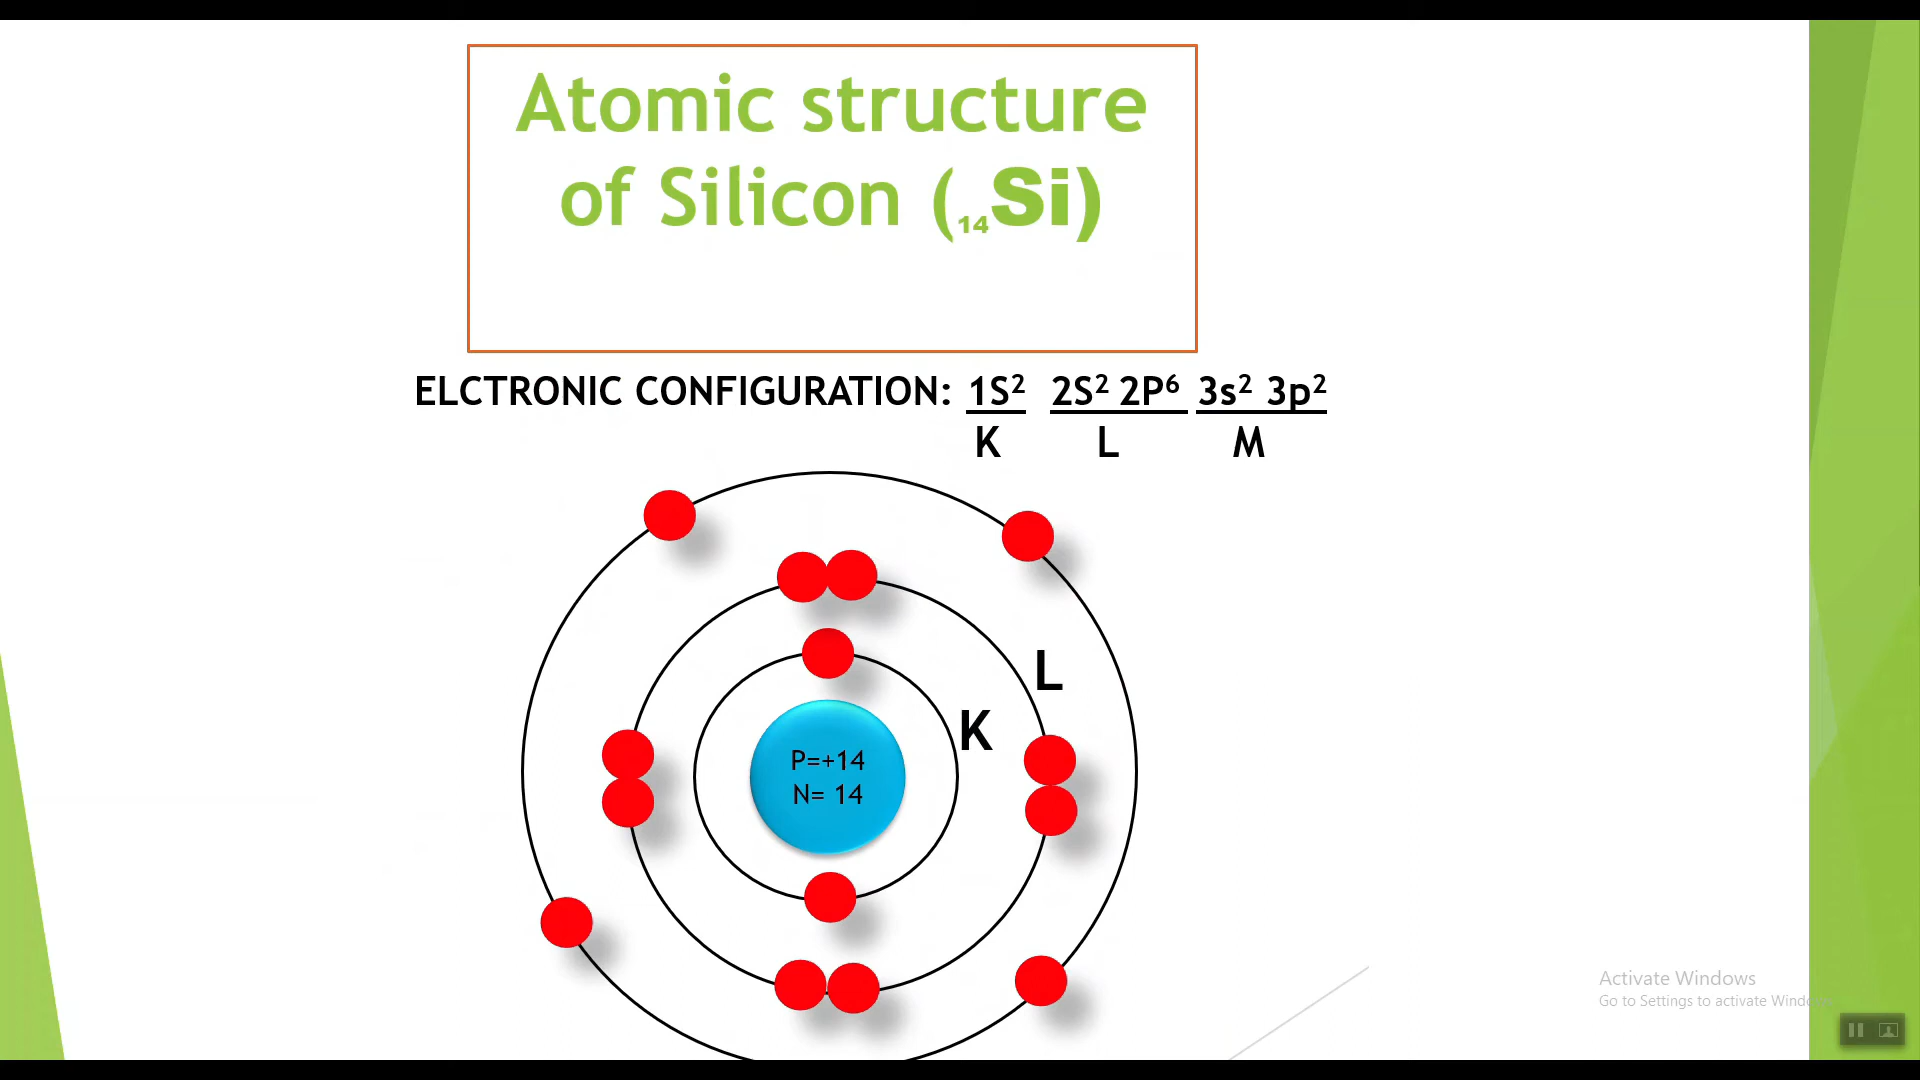 Atomic structure
of Silicon (₁₄Si)
ELCTRONIC CONFIGURATION: 1S² 2S² 2P⁶ 3s² 3p²
K L M
L
K
P=+14
N= 14
Activate Windows
Go to Settings to activate Windows